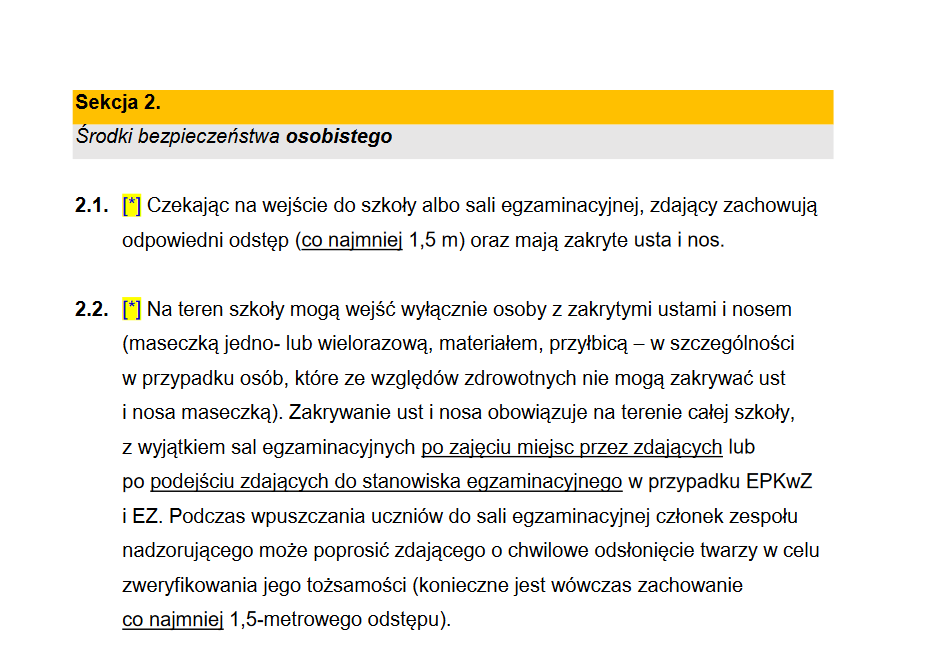 Sekcja 2.
Środki bezpieczeństwa osobistego
2.1. [*] Czekając na wejście do szkoły albo sali egzaminacyjnej, zdający zachowują
odpowiedni odstęp (co najmniej 1,5 m) oraz mają zakryte usta i nos.
2.2. [*] Na teren szkoły mogą wejść wyłącznie osoby z zakrytymi ustami i nosem
(maseczką jedno- lub wielorazową, materiałem, przyłbicą – w szczególności
w przypadku osób, które ze względów zdrowotnych nie mogą zakrywać ust
i nosa maseczką). Zakrywanie ust i nosa obowiązuje na terenie całej szkoły,
z wyjątkiem sal egzaminacyjnych po zajęciu miejsc przez zdających lub
po podejściu zdających do stanowiska egzaminacyjnego w przypadku EPKwZ
i EZ. Podczas wpuszczania uczniów do sali egzaminacyjnej członek zespołu
nadzorującego może poprosić zdającego o chwilowe odsłonięcie twarzy w celu
zweryfikowania jego tożsamości (konieczne jest wówczas zachowanie
co najmniej 1,5-metrowego odstępu).